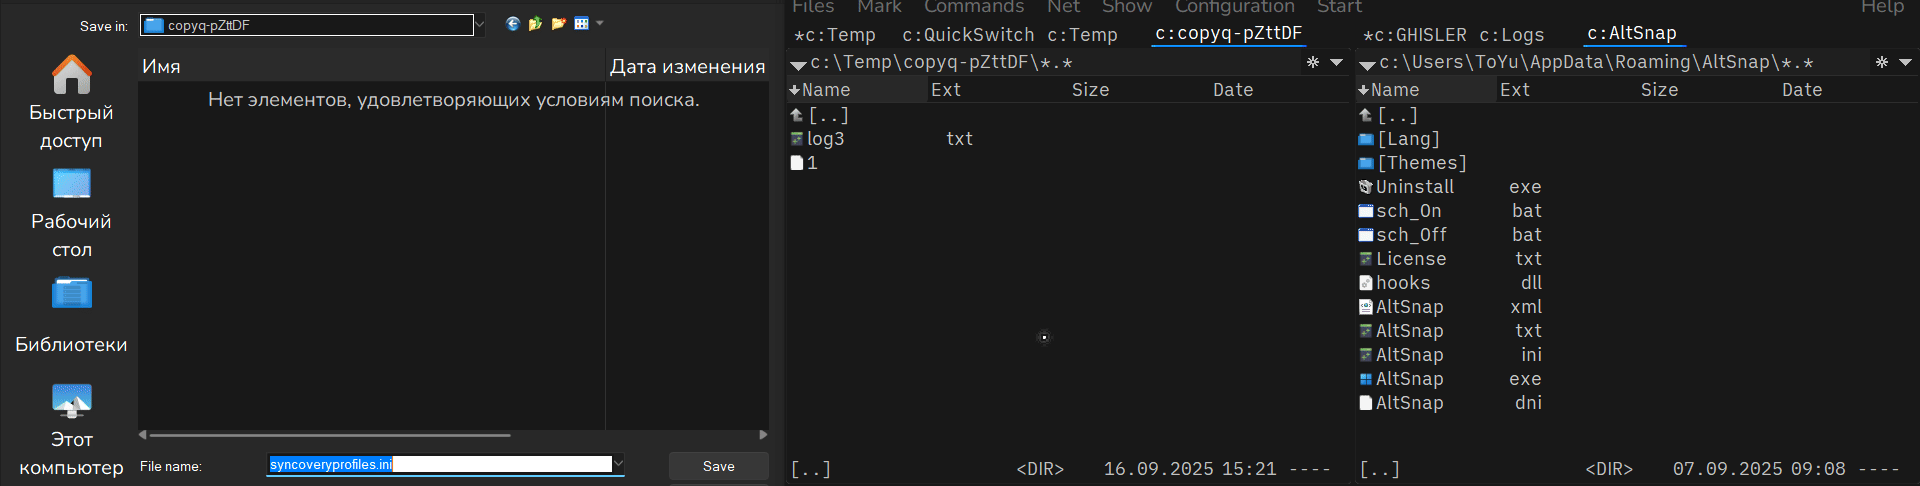 Save in: copyq-pZttDF
Имя Дата изменения
Нет элементов, удовлетворяющих условиям поиска.
Быстрый
доступ
Рабочий
стол
Библиотеки
Этот
компьютер
File name: syncoveryprofiles.ini Save
Files Mark Commands Net Show Configuration Start Help
*c:Temp c:QuickSwitch c:Temp c:copyq-pZttDF
c:\Temp\copyq-pZttDF\*.*
Name Ext Size Date
[..]
log3 txt
1
[..] <DIR> 16.09.2025 15:21 ----
*c:GHISLER c:Logs c:AltSnap
c:\Users\ToYu\AppData\Roaming\AltSnap\*.*
Name Ext Size Date
[..]
[Lang]
[Themes]
Uninstall exe
sch_On bat
sch_Off bat
License txt
hooks dll
AltSnap xml
AltSnap txt
AltSnap ini
AltSnap exe
AltSnap dni
[..] <DIR> 07.09.2025 09:08 ----